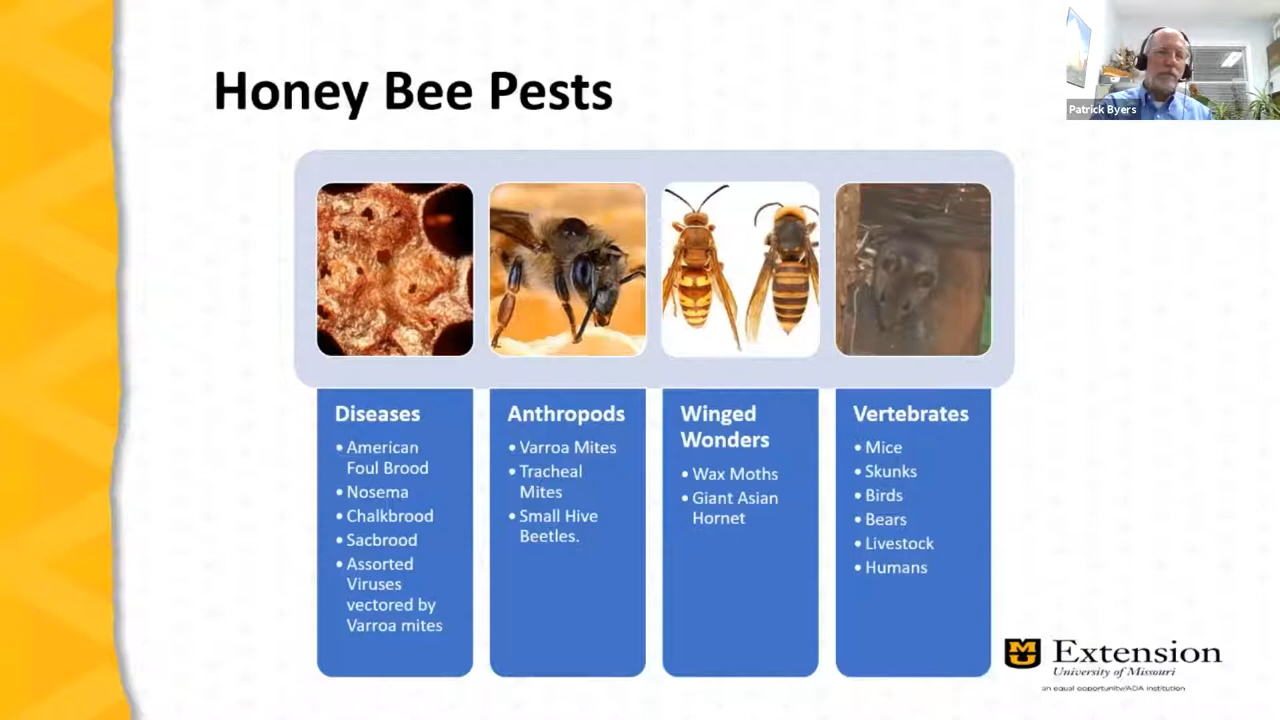 Honey Bee Pests
Patrick Byers
Diseases
• American
Foul Brood
• Nosema
• Chalkbrood
• Sacbrood
• Assorted
Viruses
vectored by
Varroa mites
Anthropods
• Varroa Mites
• Tracheal
Mites
• Small Hive
Beetles.
Winged
Wonders
• Wax Moths
• Giant Asian
Hornet
Vertebrates
• Mice
• Skunks
• Birds
• Bears
• Livestock
• Humans
Extension
University of Missouri
an equal opportunity/ADA institution